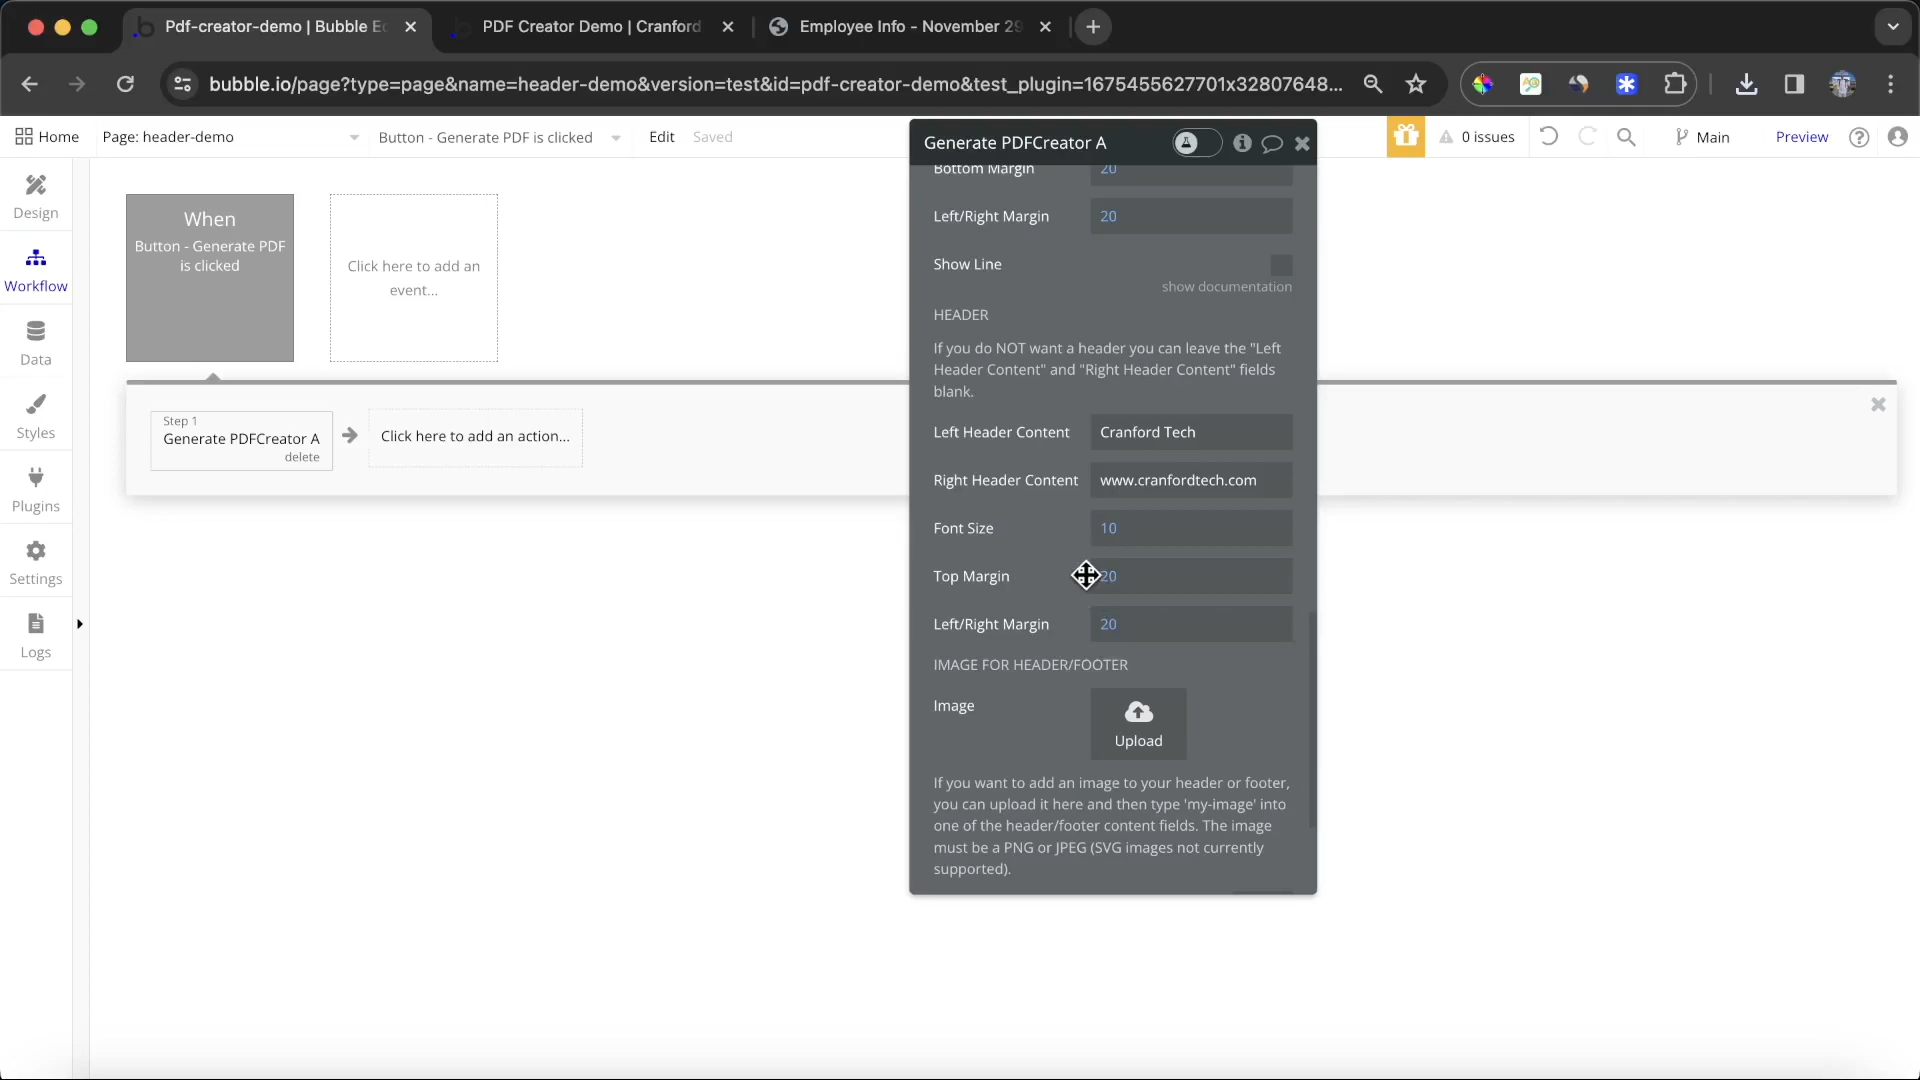 Pdf-creator-demo | Bubble Ec
PDF Creator Demo | Cranford
Employee Info - November 29
bubble.io/page?type=page&name=header-demo&version=test&id=pdf-creator-demo&test_plugin=1675455627701x32807648...
Home
Page: header-demo
Button - Generate PDF is clicked
Edit
Saved
0 issues
Main
Preview
Design
Workflow
Data
Styles
Plugins
Settings
Logs
When
Button - Generate PDF
is clicked
Click here to add an
event...
Step 1
Generate PDFCreator A
delete
Click here to add an action...
Generate PDFCreator A
Bottom Margin 20
Left/Right Margin 20
Show Line
show documentation
HEADER
If you do NOT want a header you can leave the "Left
Header Content" and "Right Header Content" fields
blank.
Left Header Content Cranford Tech
Right Header Content www.cranfordtech.com
Font Size 10
Top Margin 20
Left/Right Margin 20
IMAGE FOR HEADER/FOOTER
Image
Upload
If you want to add an image to your header or footer,
you can upload it here and then type 'my-image' into
one of the header/footer content fields. The image
must be a PNG or JPEG (SVG images not currently
supported).